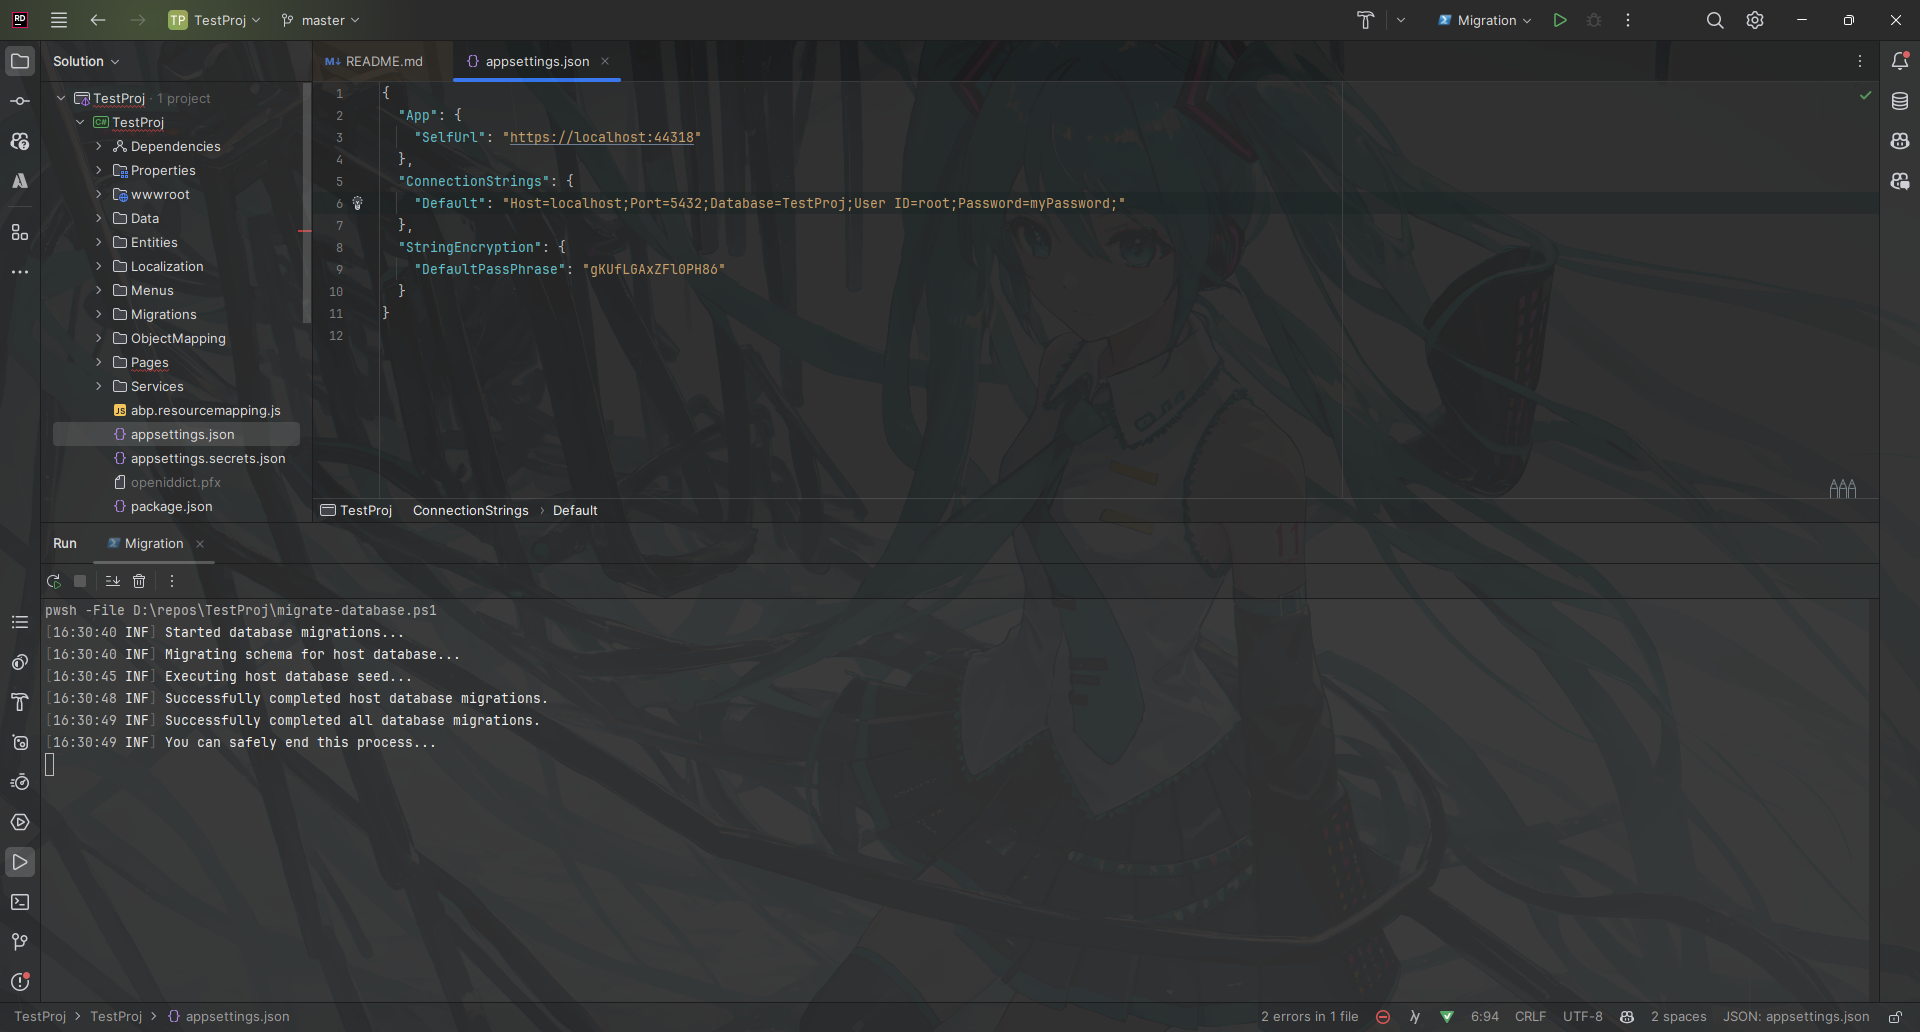 RD
TP TestProj
master
Migration
Solution
TestProj · 1 project
TestProj
Dependencies
Properties
wwwroot
Data
Entities
Localization
Menus
Migrations
ObjectMapping
Pages
Services
JS abp.resourcemapping.js
{} appsettings.json
{} appsettings.secrets.json
openiddict.pfx
{} package.json
M↓ README.md
{} appsettings.json
1 {
2 "App": {
3 "SelfUrl": "https://localhost:44318"
4 },
5 "ConnectionStrings": {
6 "Default": "Host=localhost;Port=5432;Database=TestProj;User ID=root;Password=myPassword;"
7 },
8 "StringEncryption": {
9 "DefaultPassPhrase": "gKUfLGAxZFl0PH86"
10 }
11 }
12
TestProj ConnectionStrings › Default
Run Migration
pwsh -File D:\repos\TestProj\migrate-database.ps1
[16:30:40 INF] Started database migrations...
[16:30:40 INF] Migrating schema for host database...
[16:30:45 INF] Executing host database seed...
[16:30:48 INF] Successfully completed host database migrations.
[16:30:49 INF] Successfully completed all database migrations.
[16:30:49 INF] You can safely end this process...
TestProj › TestProj › {} appsettings.json
2 errors in 1 file 6:94 CRLF UTF-8 2 spaces JSON: appsettings.json